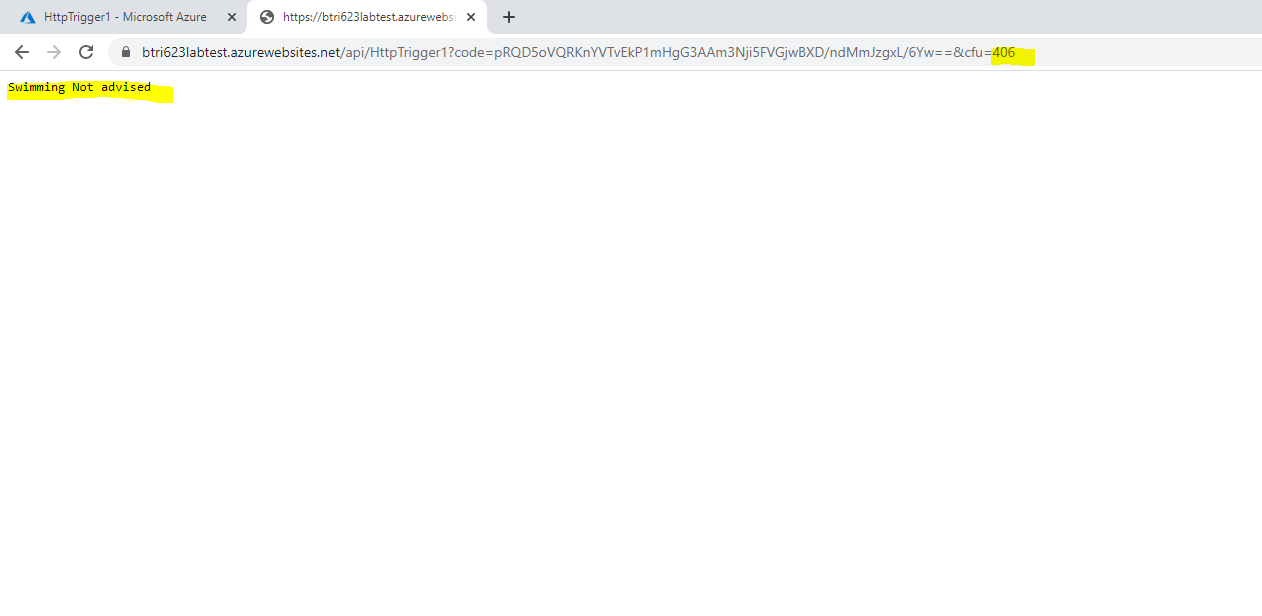 HttpTrigger1 - Microsoft Azure
https://btri623labtest.azurewebsi
btri623labtest.azurewebsites.net/api/HttpTrigger1?code=pRQD5oVQRKnYVTvEkP1mHgG3AAm3Nji5FVGjwBXD/ndMmJzgxL/6Yw==&cfu=406
Swimming Not advised